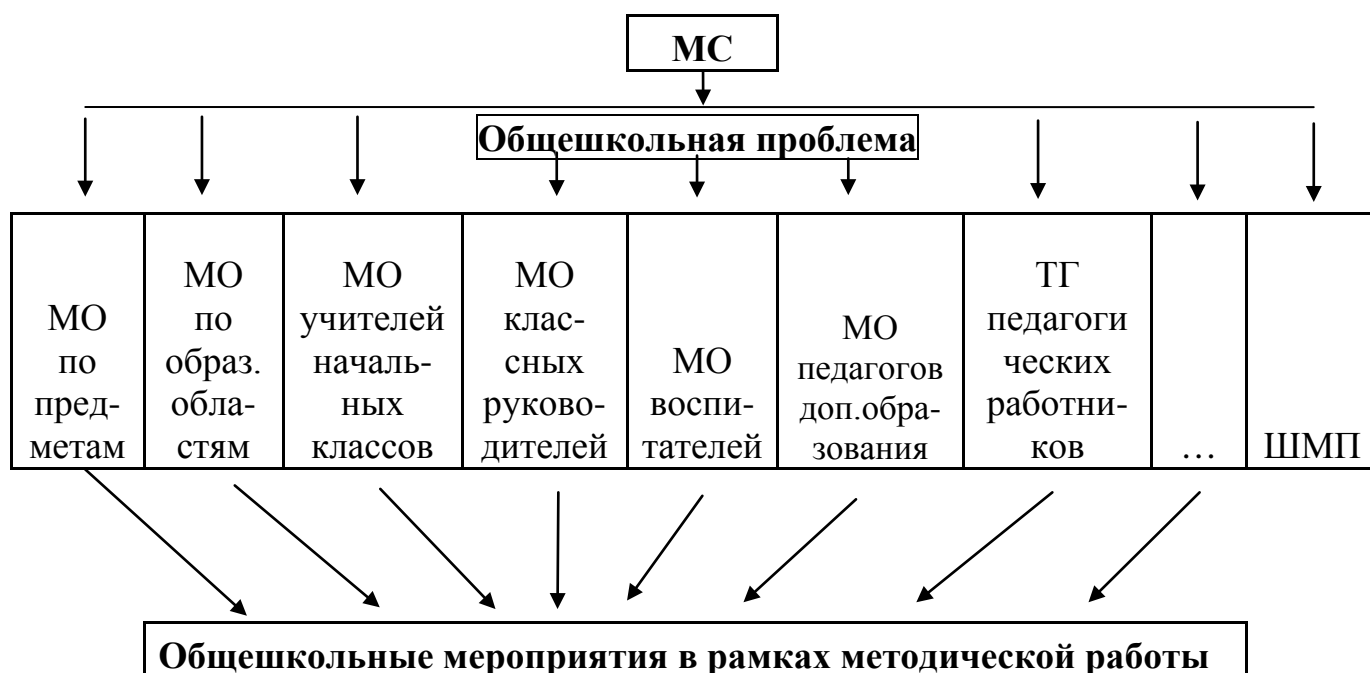 МС
Общешкольная проблема
МО
по
пред-
метам
МО
по
образ.
обла-
стям
МО
учителей
началь-
ных
классов
МО
клас-
сных
руково-
дителей
МО
воспи-
тателей
МО
педагогов
доп.обра-
зования
ТГ
педагоги
ческих
работни-
ков
…
ШМП
Общешкольные мероприятия в рамках методической работы